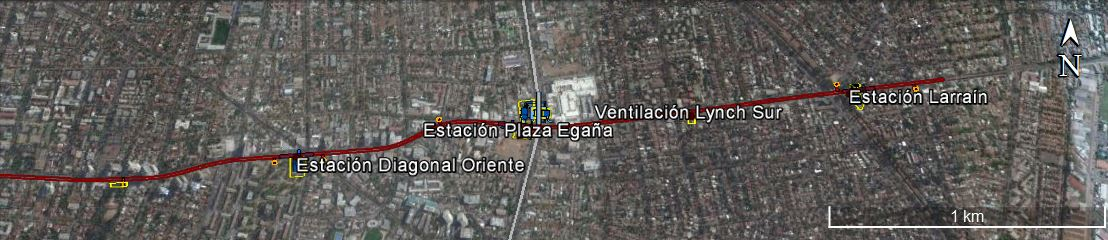 N
Ventilación Lynch Sur
Estación Larraín
Estación Plaza Egaña
Estación Diagonal Oriente
1 km